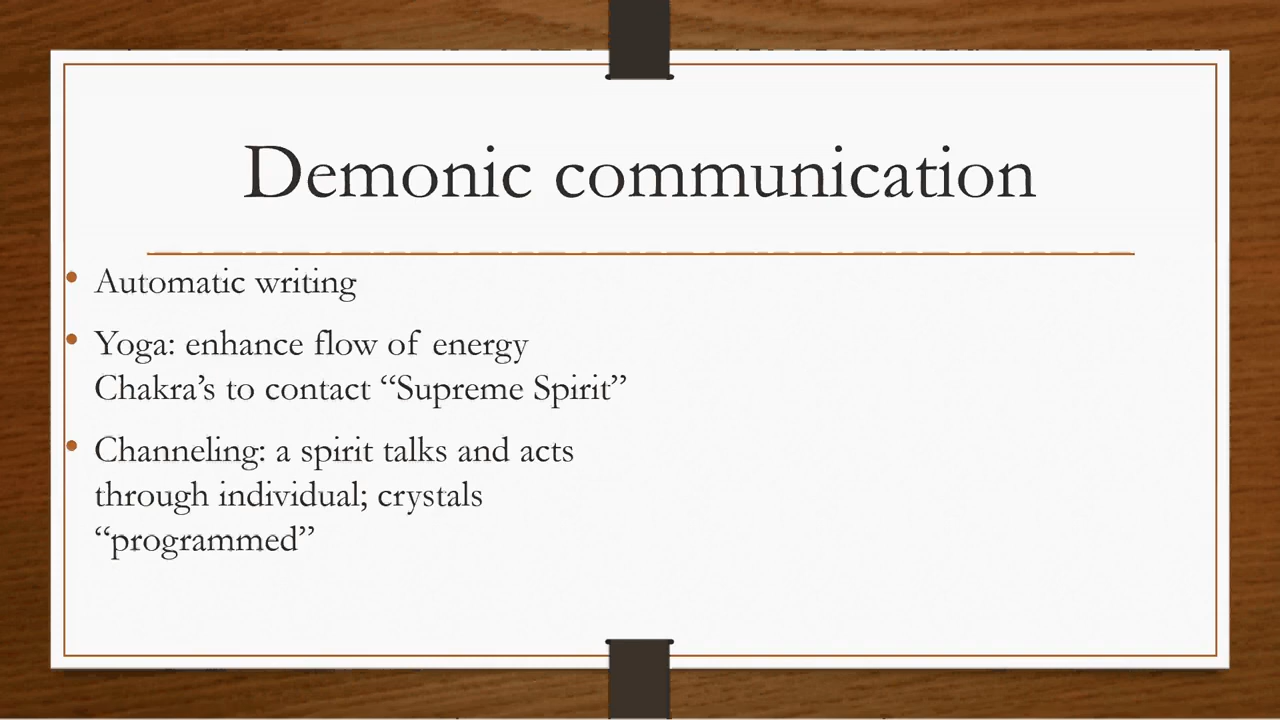 Demonic communication
• Automatic writing
• Yoga: enhance flow of energy
Chakra’s to contact “Supreme Spirit”
• Channeling: a spirit talks and acts
through individual; crystals
“programmed”